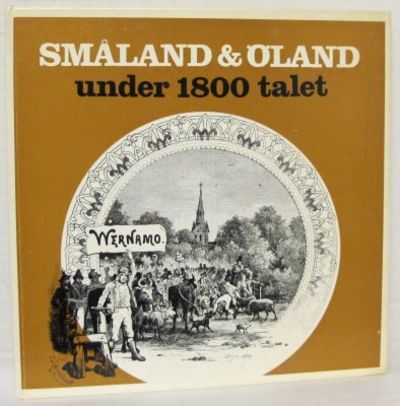 SMÅLAND & ÖLAND
under 1800 talet
WERNAMO.